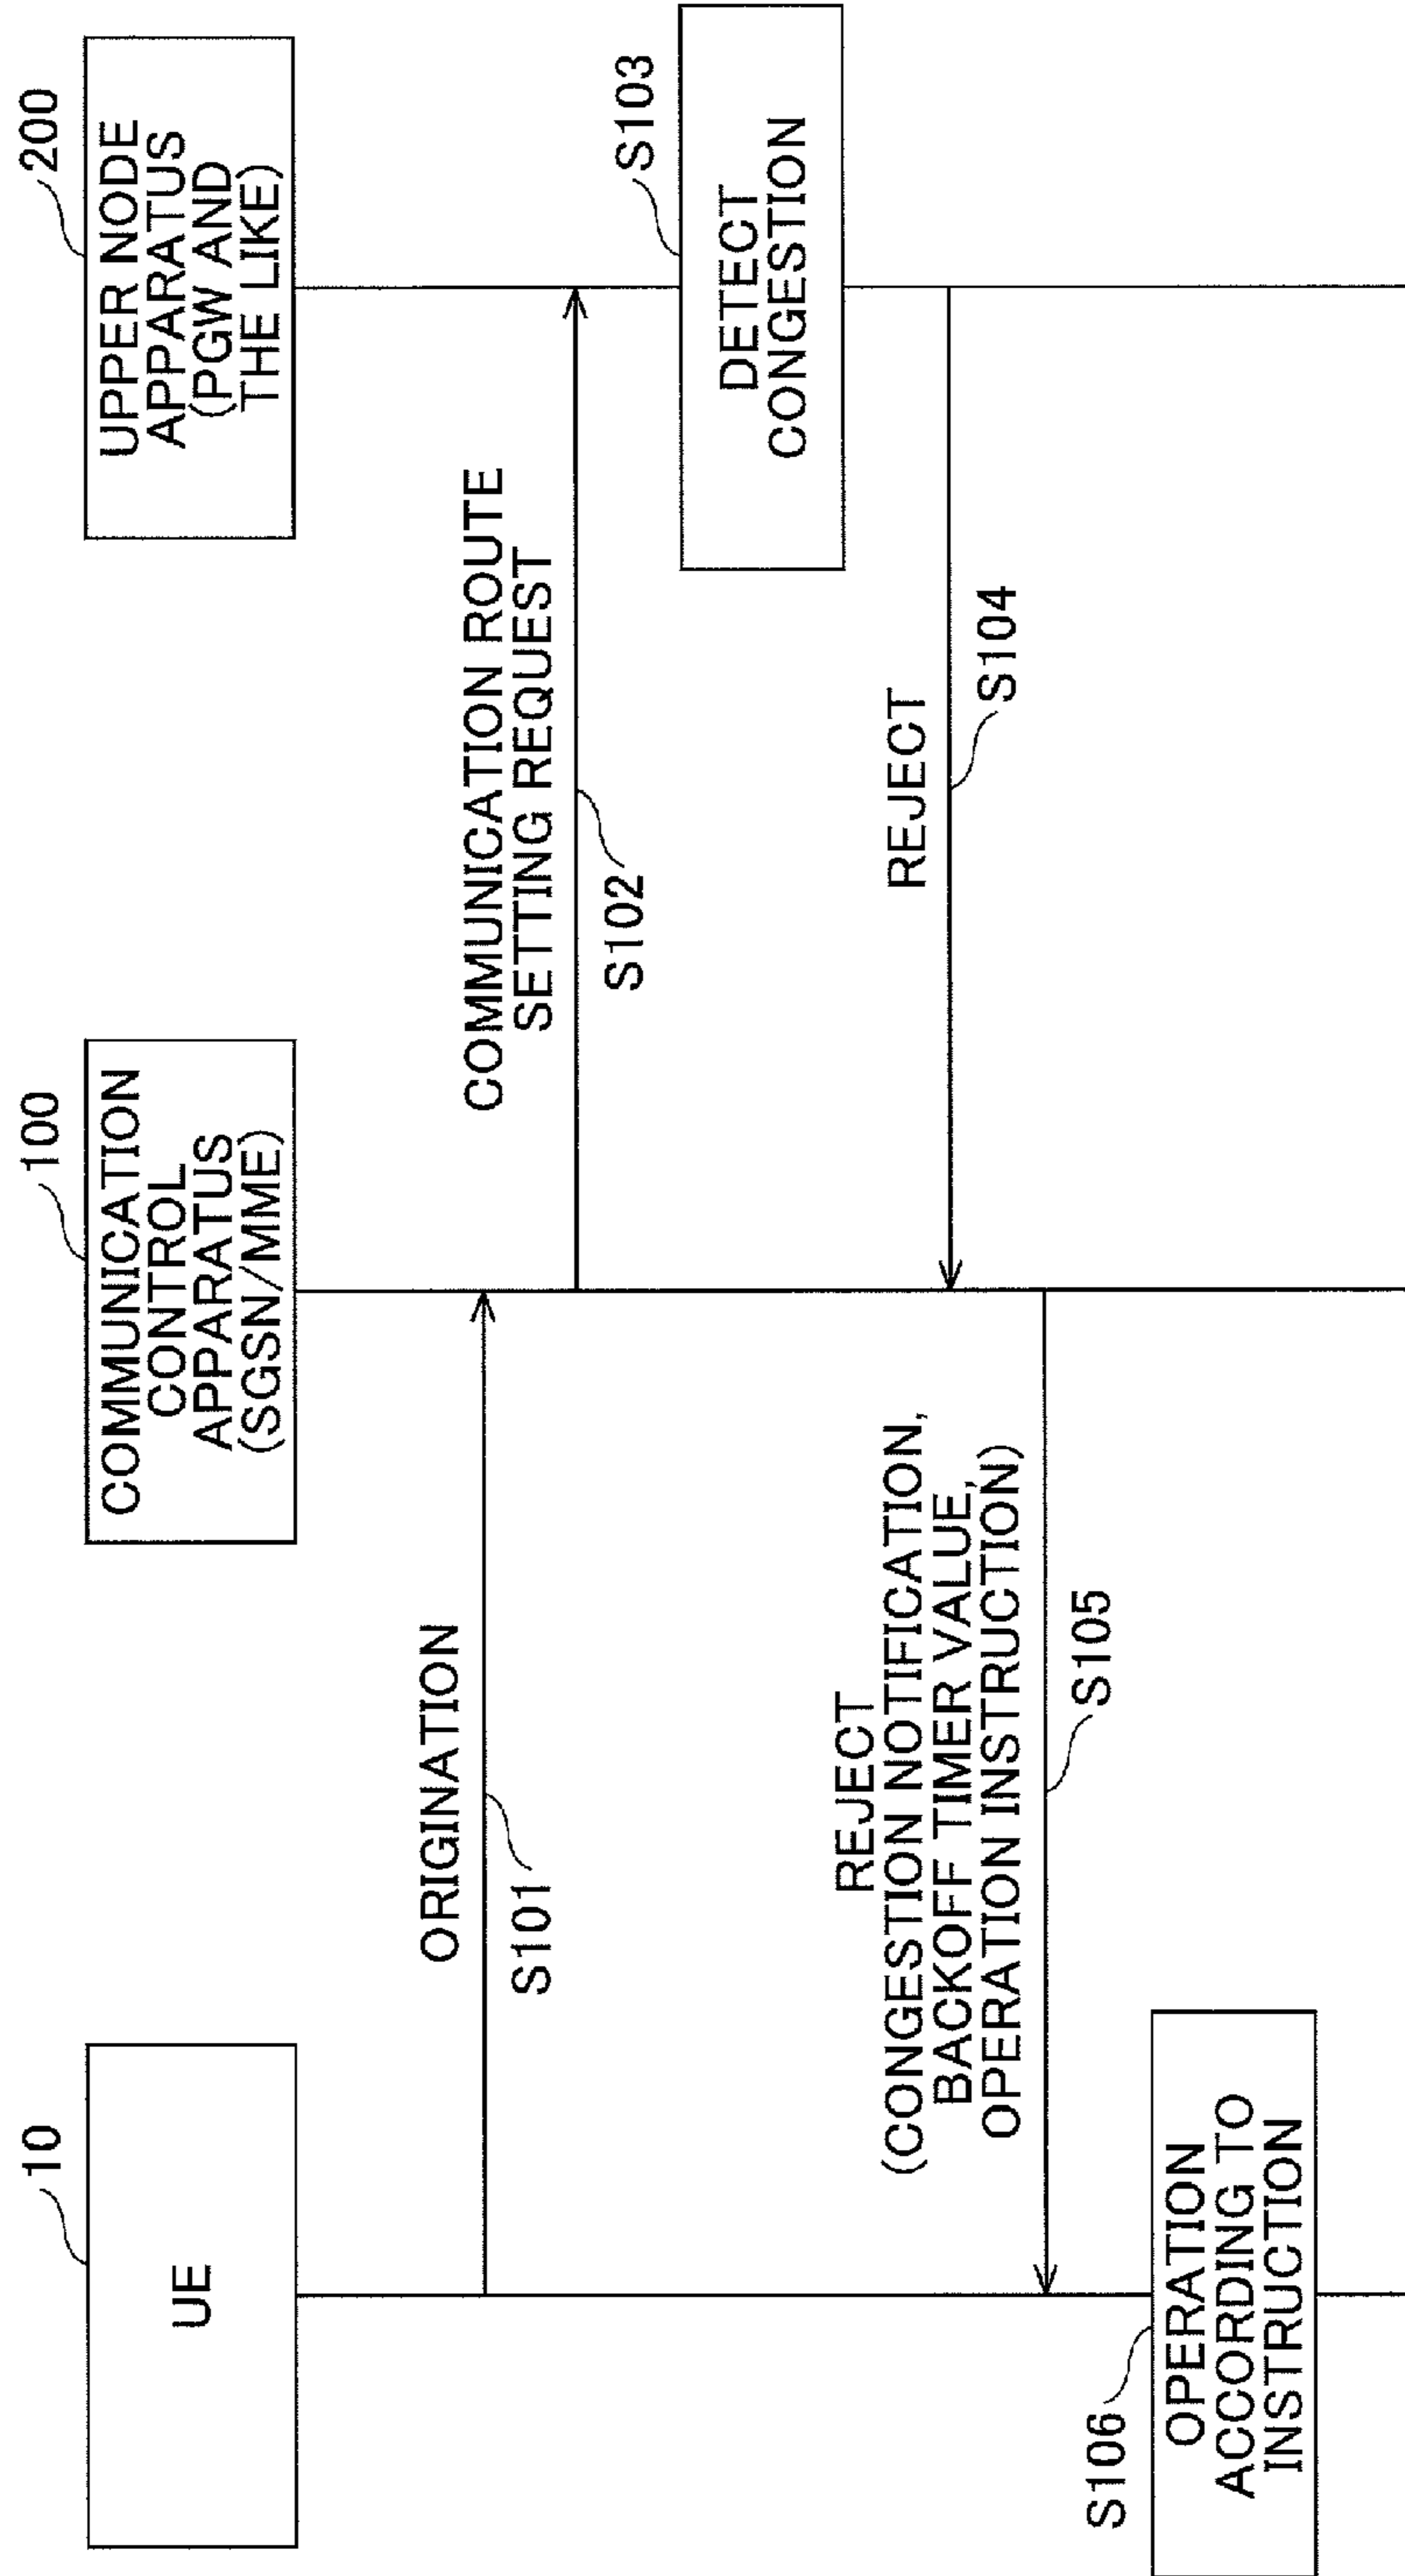 10
UE
100
COMMUNICATION
CONTROL
APPARATUS
(SGSN/MME)
200
UPPER NODE
APPARATUS
(PGW AND
THE LIKE)
ORIGINATION
S101
COMMUNICATION ROUTE
SETTING REQUEST
S102
S103
DETECT
CONGESTION
REJECT
S104
REJECT
(CONGESTION NOTIFICATION,
BACKOFF TIMER VALUE,
OPERATION INSTRUCTION)
S105
S106
OPERATION
ACCORDING TO
INSTRUCTION